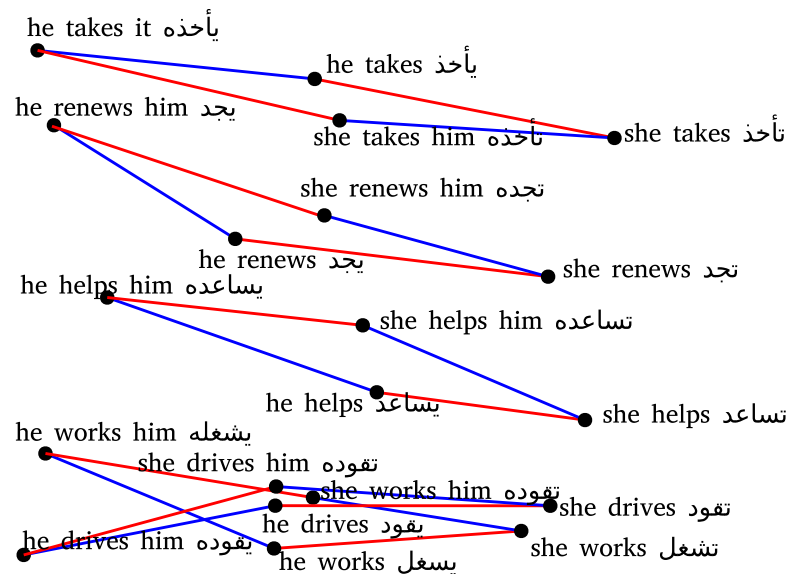 he takes it يأخذه
he takes يأخذ
he renews him يجد
she takes him تأخذه
she takes تأخذ
she renews him تجده
he renews يجد
she renews تجد
he helps him يساعده
she helps him تساعده
he helps يساعد
she helps تساعد
he works him يشغله
she drives him تقوده
she works him تقوده
she drives تقود
he drives يقود
he drives him يقوده
she works تشغل
he works يسغل